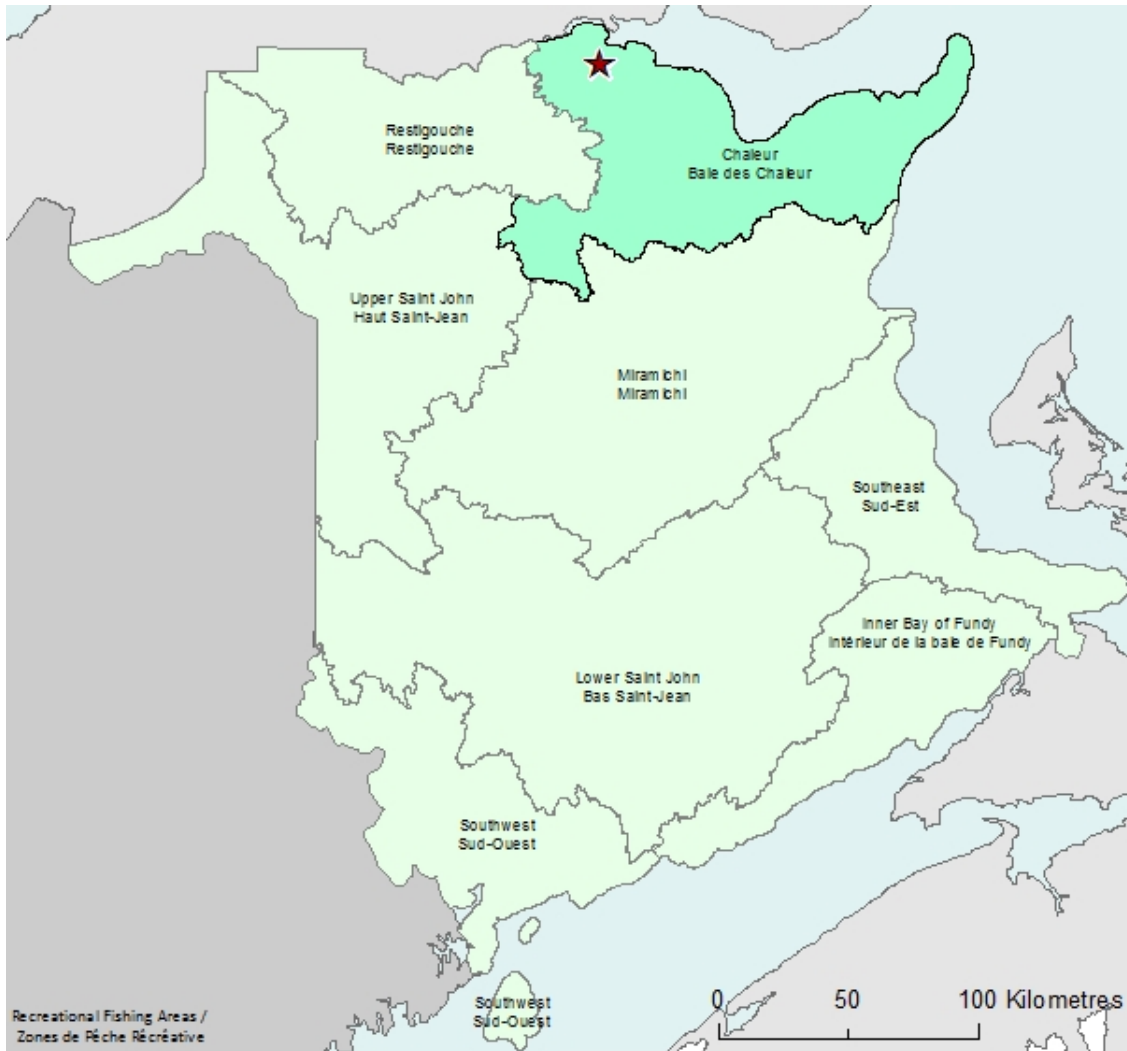 Restigouche
Restigouche
Chaleur
Baie des Chaleur
Upper Saint John
Haut Saint-Jean
Miramichi
Miramichi
Southeast
Sud-Est
Inner Bay of Fundy
Intérieur de la baie de Fundy
Lower Saint John
Bas Saint-Jean
Southwest
Sud-Ouest
Southwest
Sud-Ouest
0 50 100 Kilometres
Recreational Fishing Areas /
Zones de Pêche Récréative